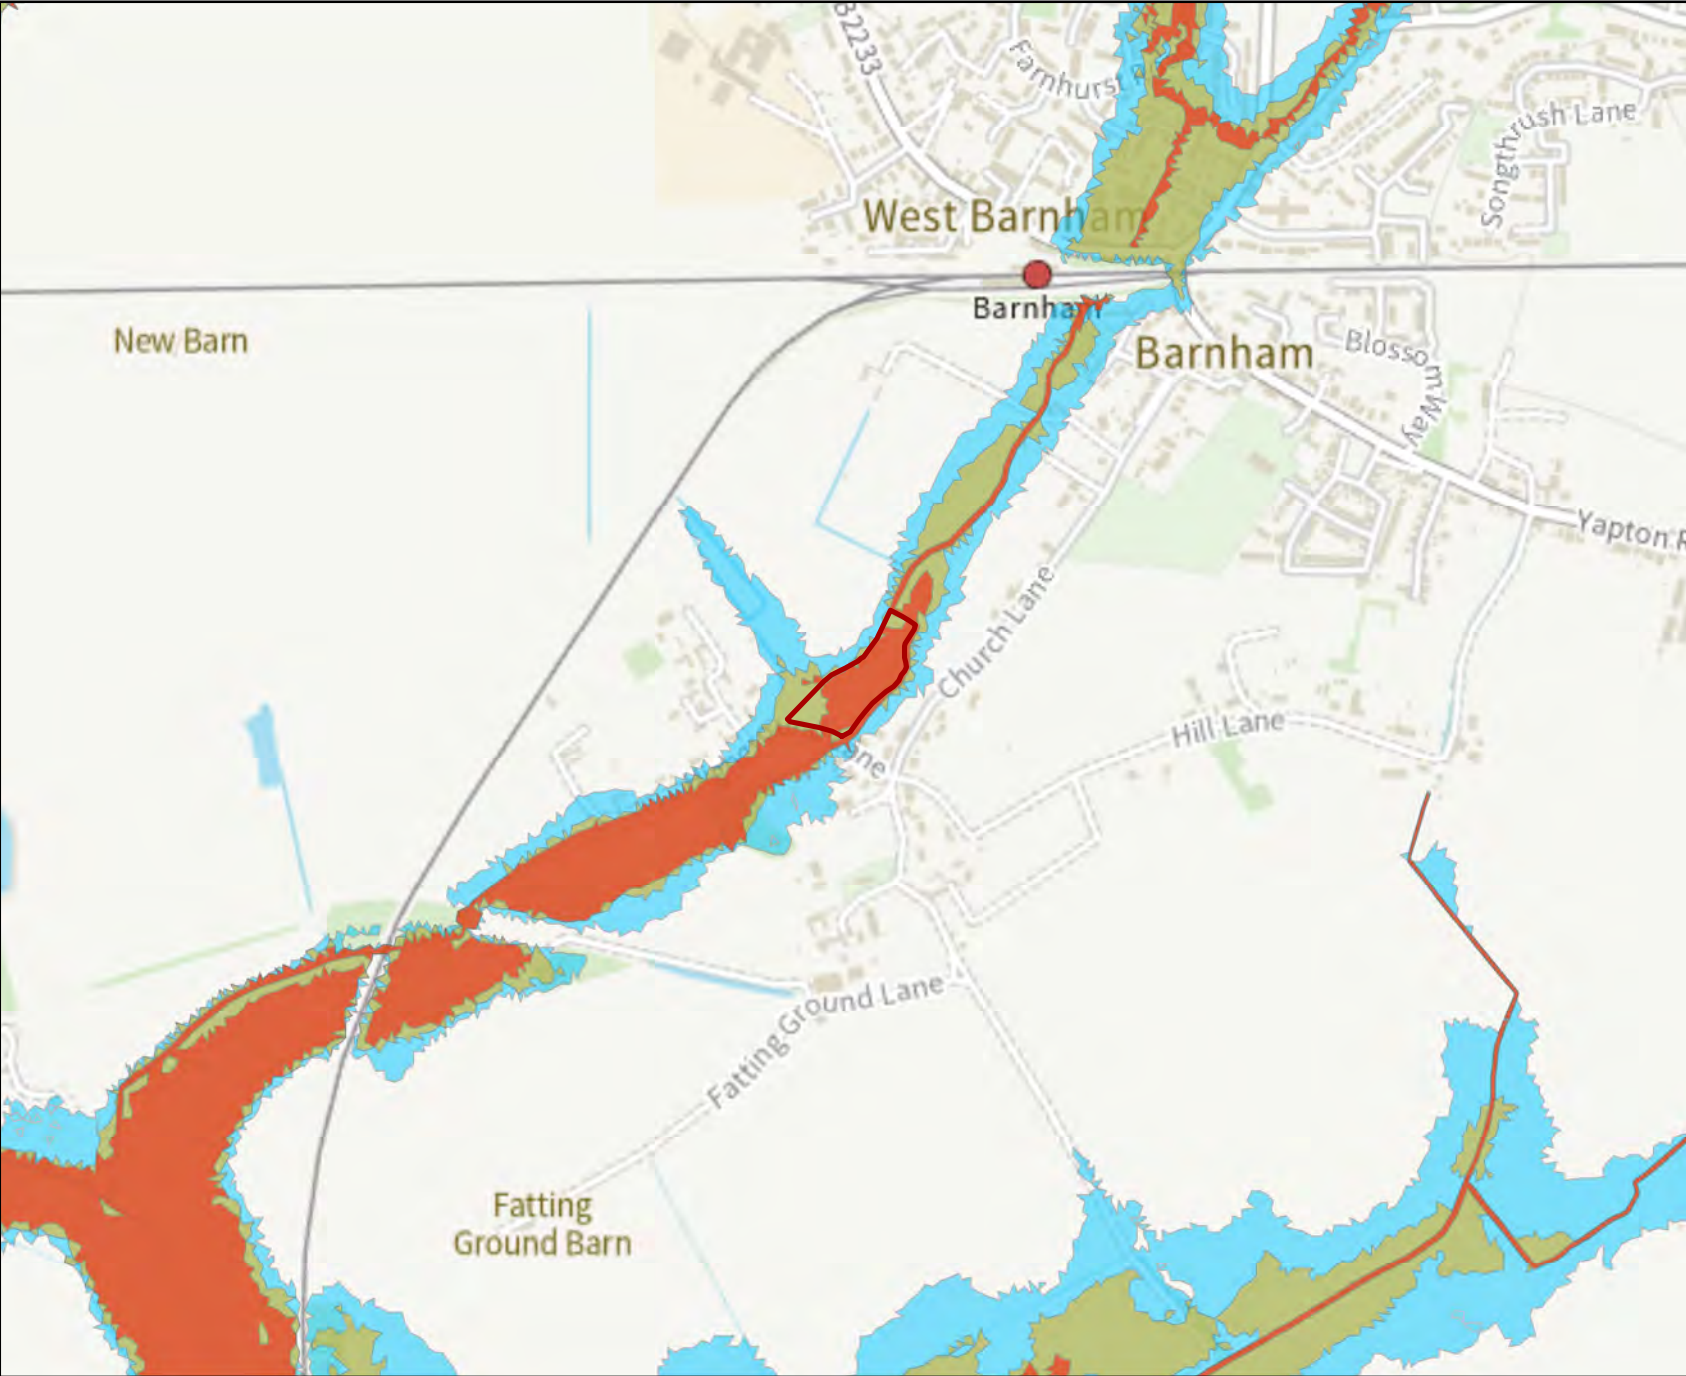 B2233
Farnhurst
Songthrush Lane
West Barnham
Barnham
New Barn
Barnham
Blossom Way
Yapton R
Church Lane
Hill Lane
ane
Fatting Ground Lane
Fatting
Ground Barn